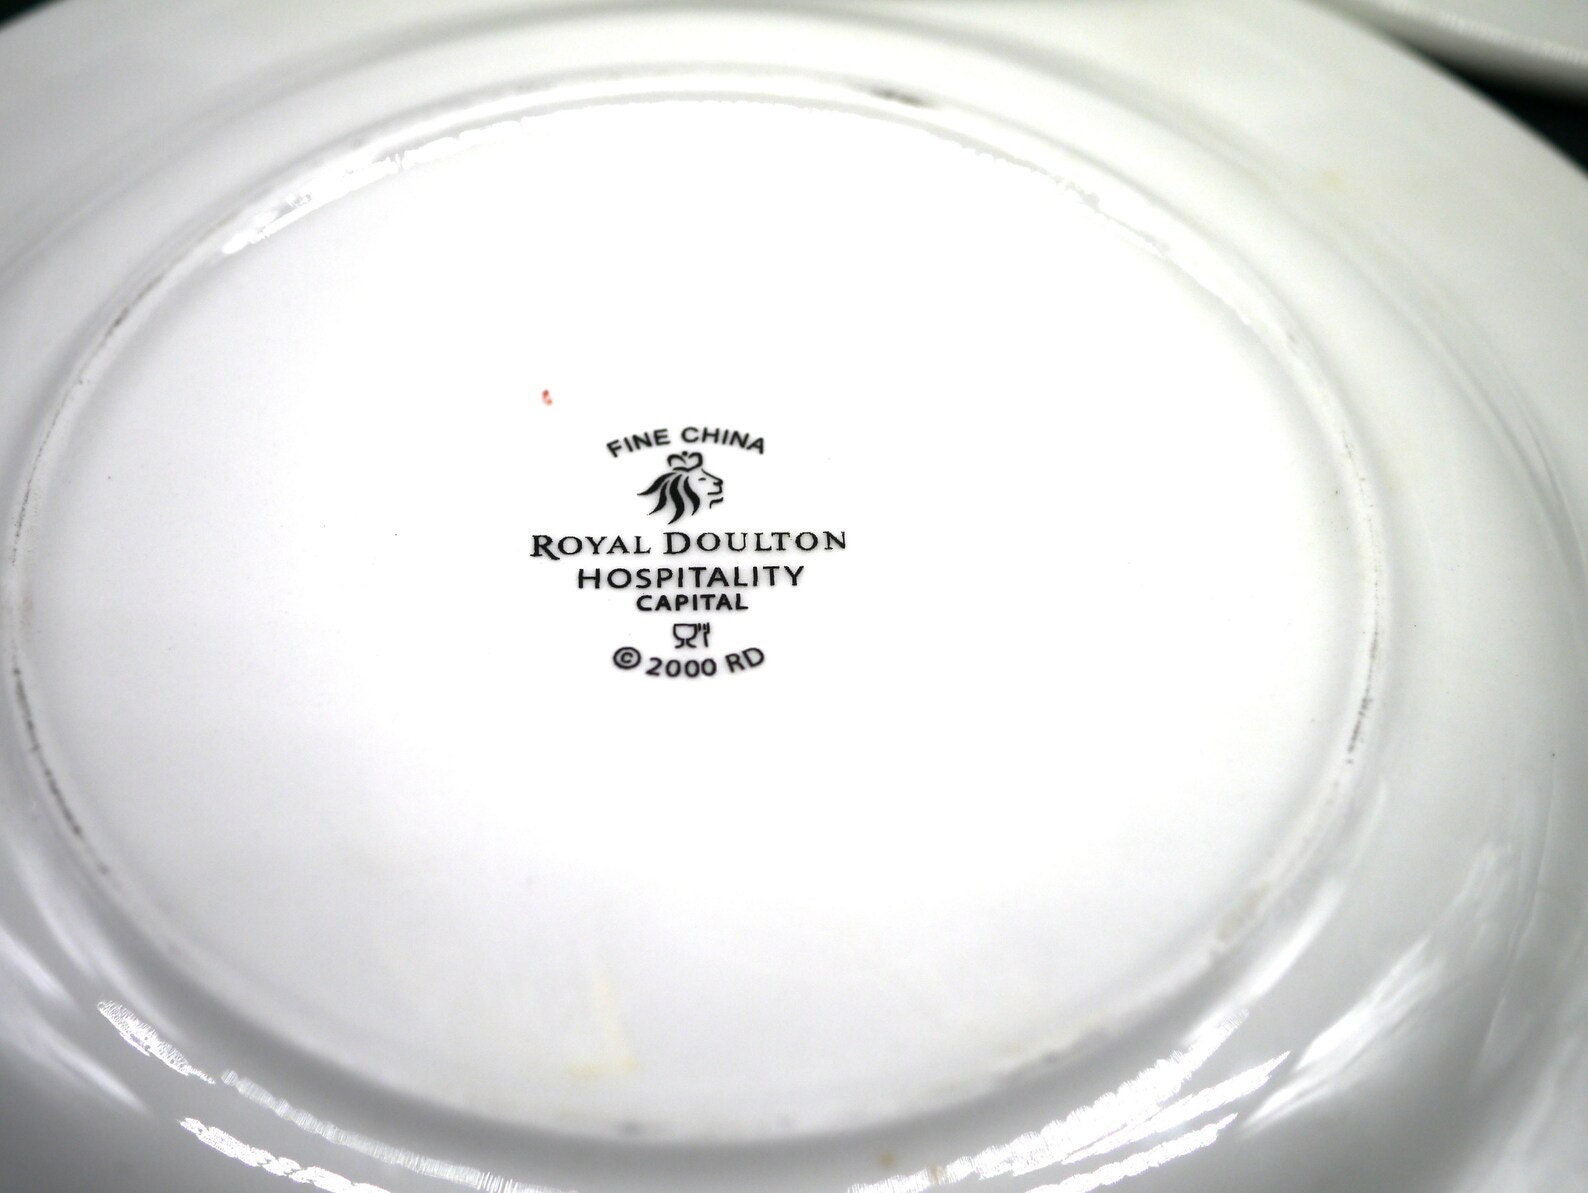 FINE CHINA
ROYAL DOULTON
HOSPITALITY
CAPITAL
© 2000 RD